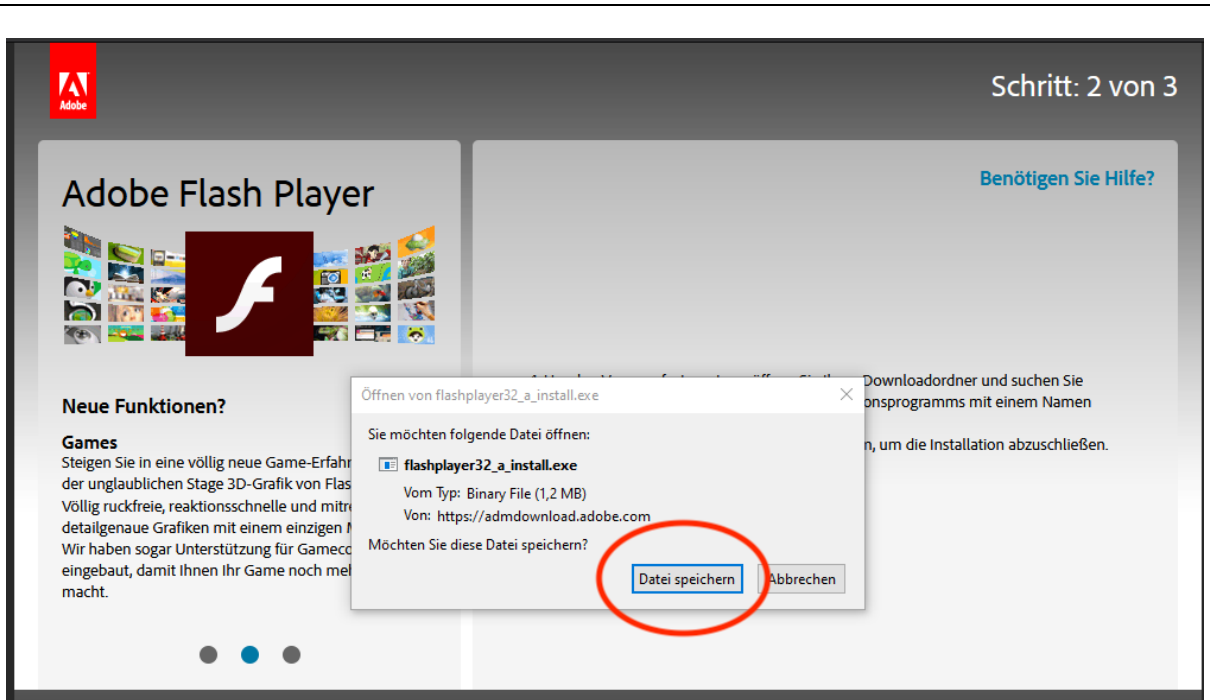 Adobe
Schritt: 2 von 3
Adobe Flash Player
Neue Funktionen?
Games
Steigen Sie in eine völlig neue Game-Erfahr
der unglaublichen Stage 3D-Grafik von Flas
Völlig ruckfreie, reaktionsschnelle und mitre
detailgenaue Grafiken mit einem einzigen
Wir haben sogar Unterstützung für Gameco
eingebaut, damit Ihnen Ihr Game noch meh
macht.
Benötigen Sie Hilfe?
Downloadordner und suchen Sie
onsprogramms mit einem Namen
n, um die Installation abzuschließen.
Öffnen von flashplayer32_a_install.exe
Sie möchten folgende Datei öffnen:
flashplayer32_a_install.exe
Vom Typ: Binary File (1,2 MB)
Von: https://admdownload.adobe.com
Möchten Sie diese Datei speichern?
Datei speichern
Abbrechen